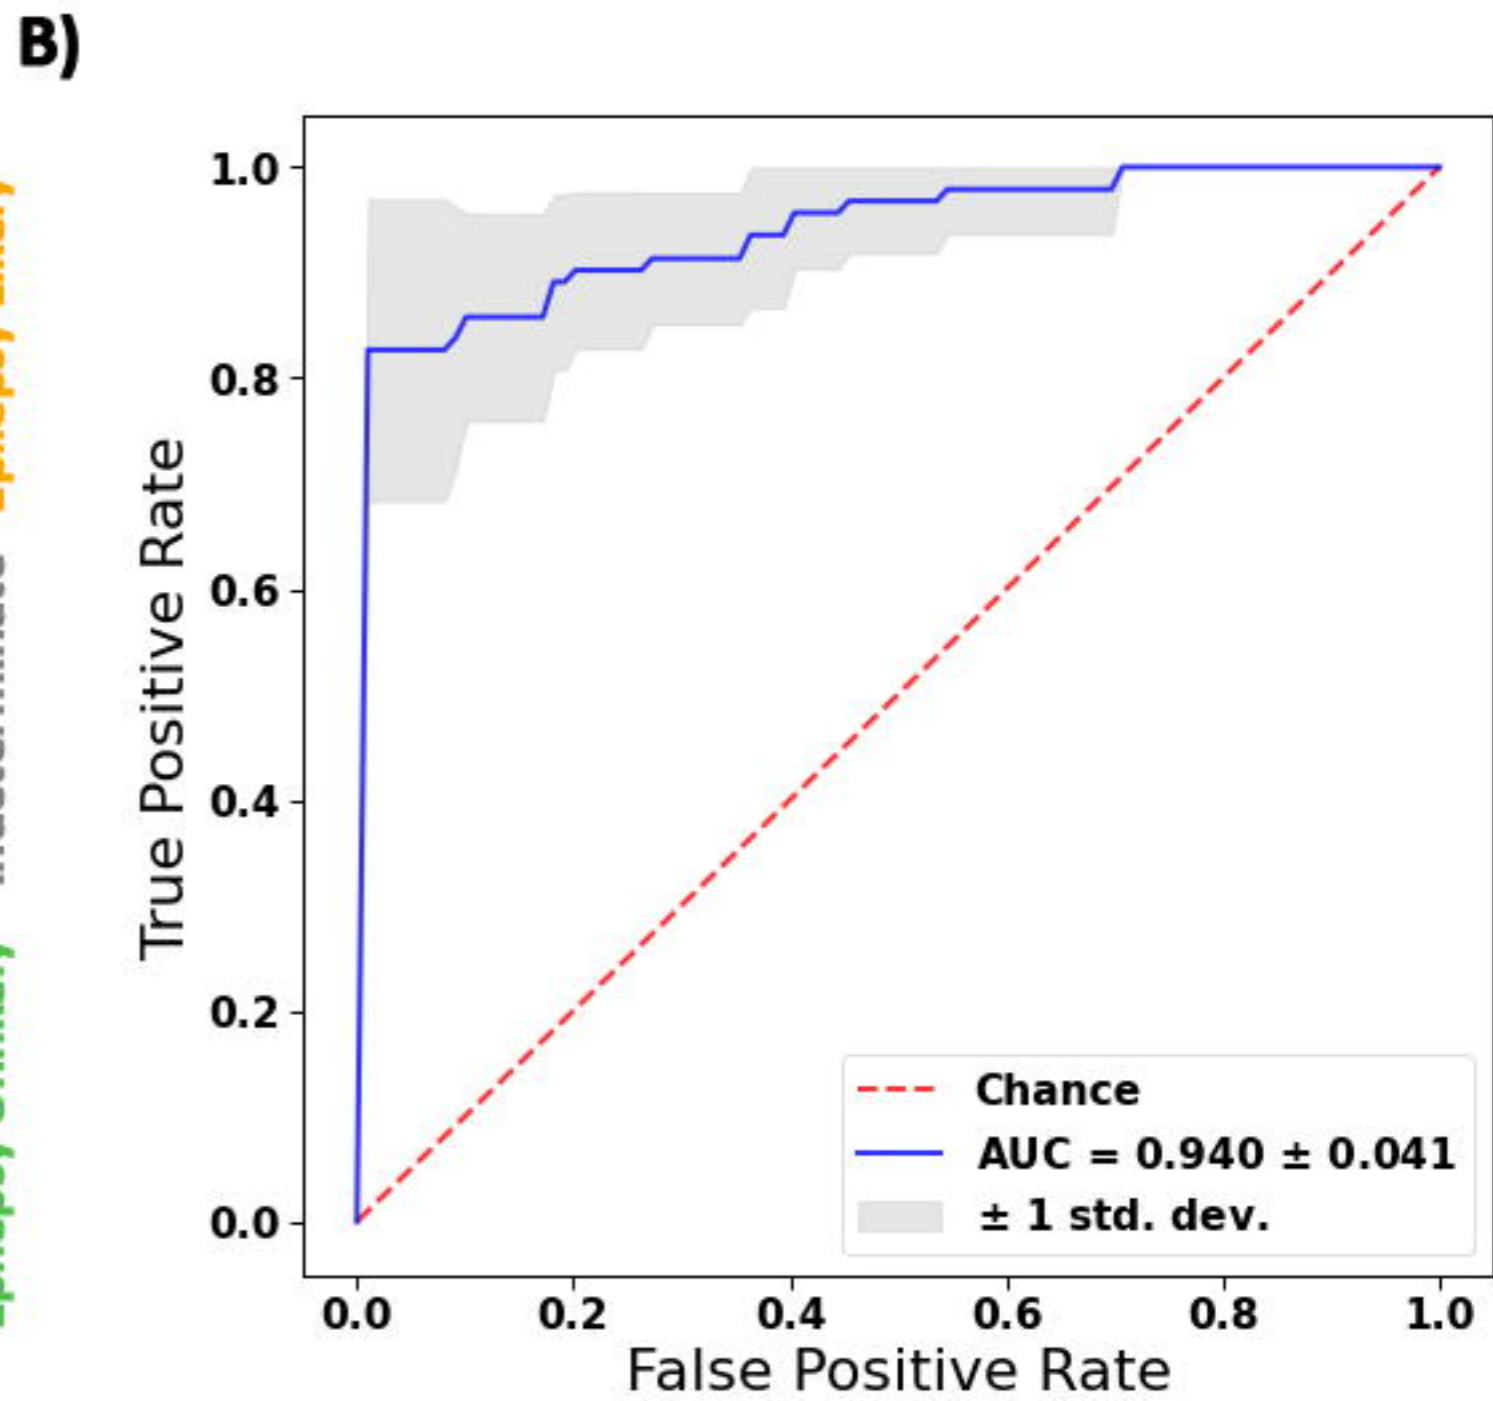 B)
1.0
0.8
0.6
0.4
0.2
0.0
True Positive Rate
Chance
AUC = 0.940 ± 0.041
± 1 std. dev.
0.0 0.2 0.4 0.6 0.8 1.0
False Positive Rate